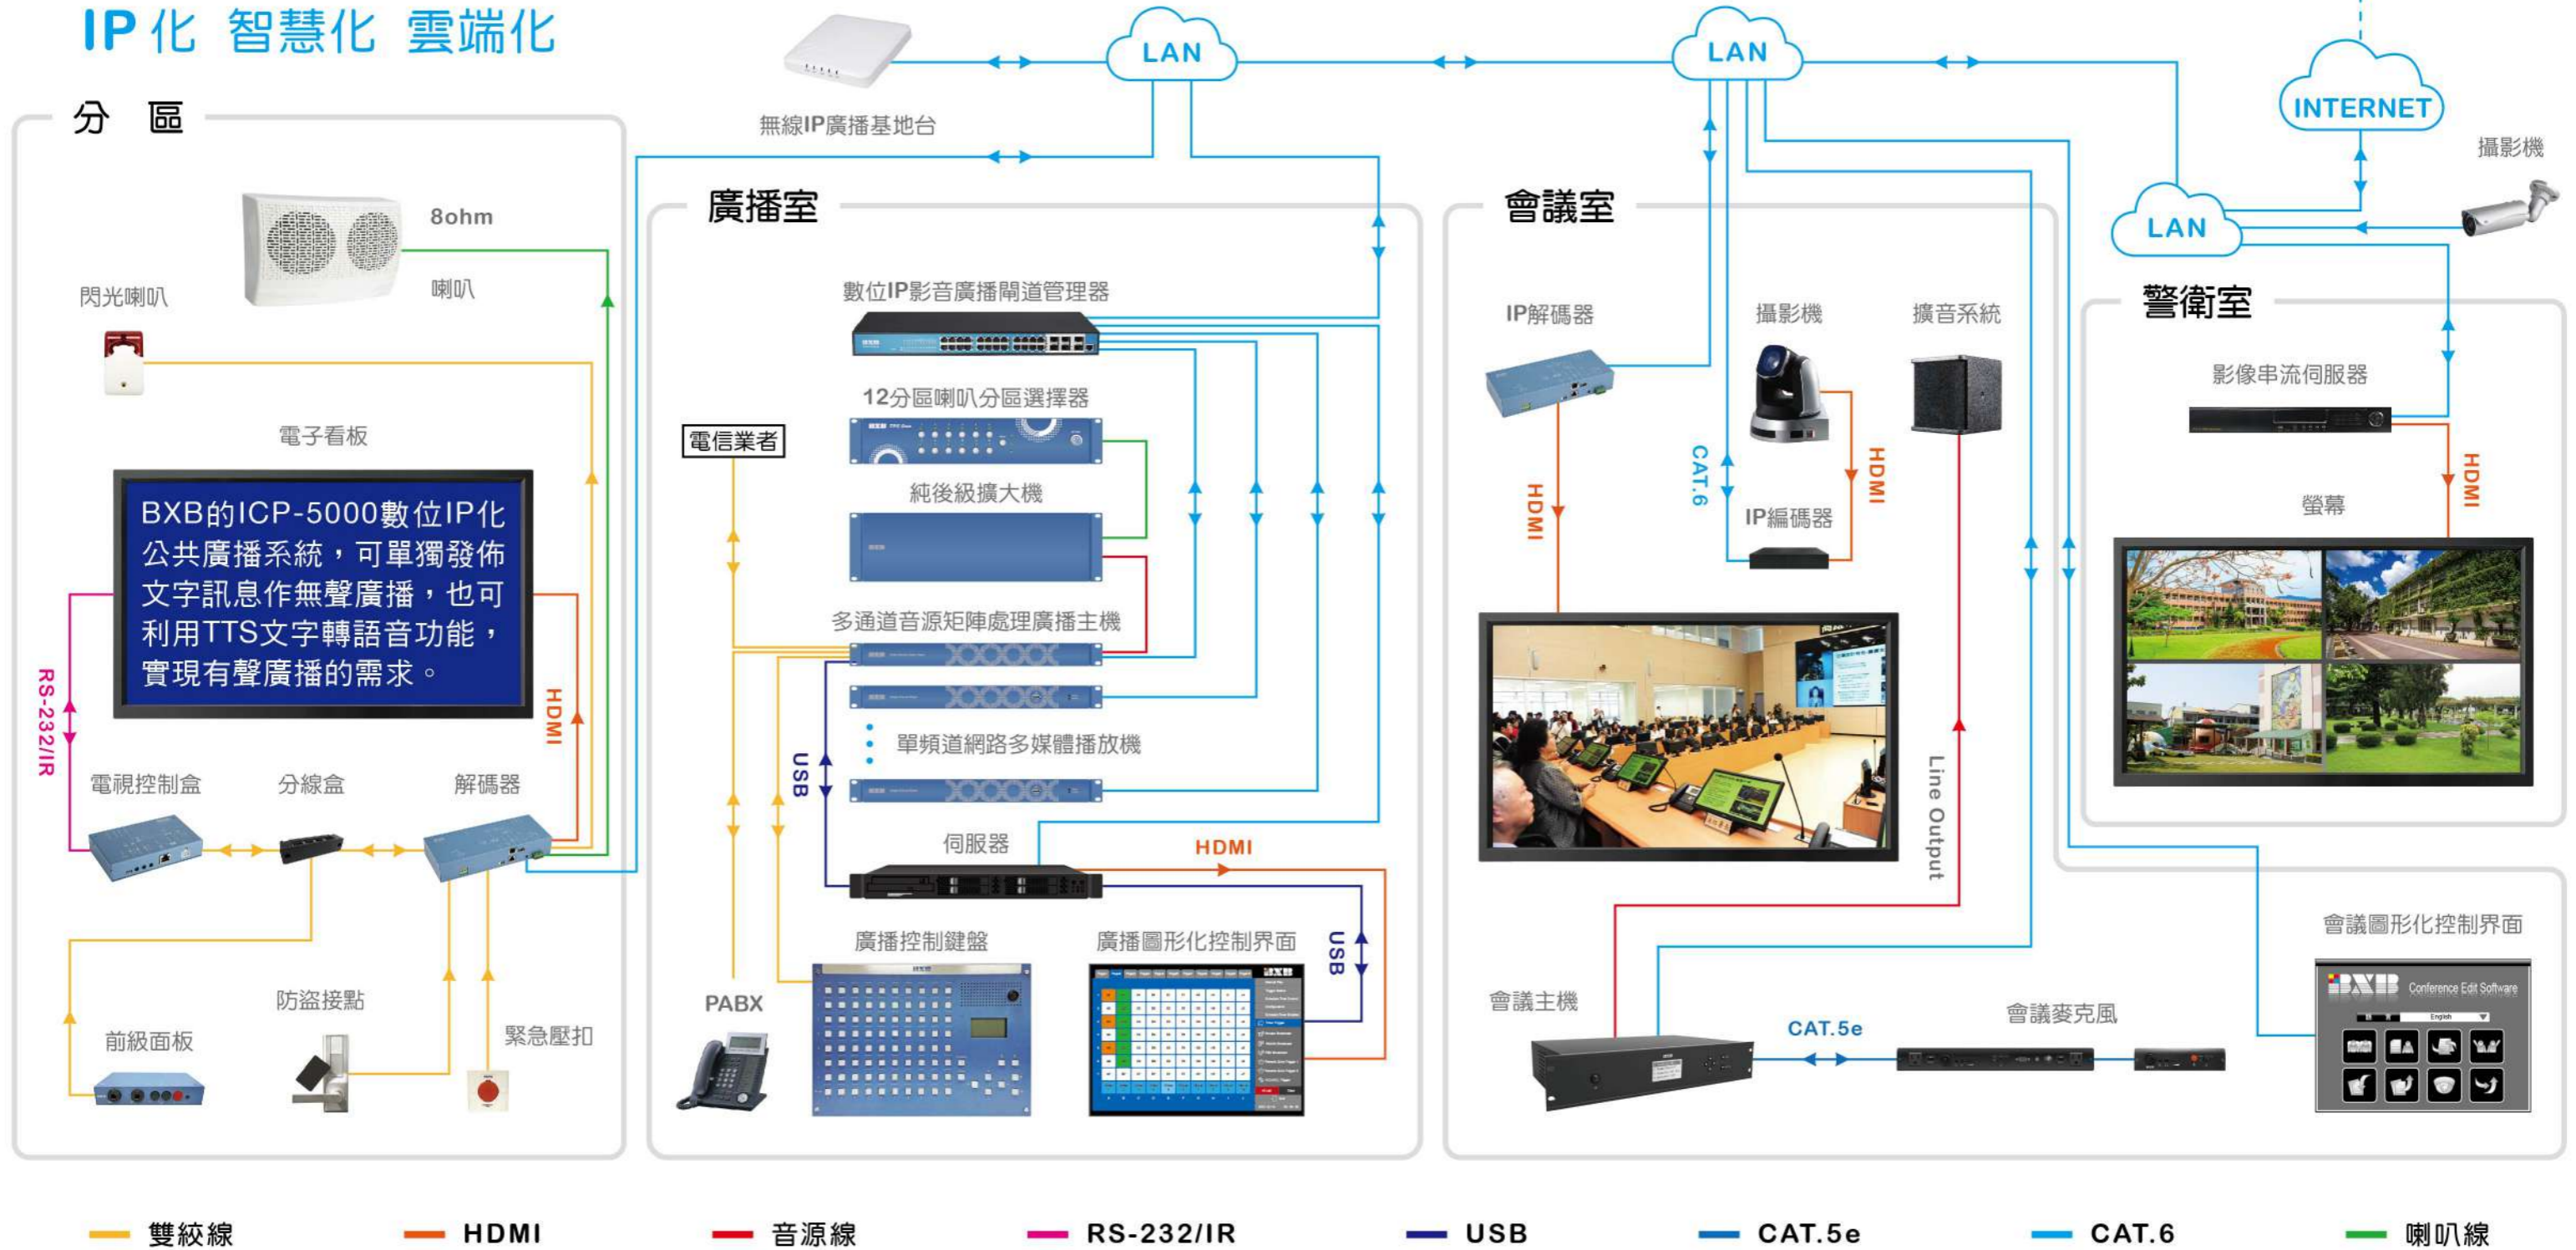 IP化 智慧化 雲端化
LAN
LAN
INTERNET
無線IP廣播基地台
攝影機
LAN
分 區
8ohm
喇叭
閃光喇叭
電子看板
BXB的ICP-5000數位IP化
公共廣播系統，可單獨發佈
文字訊息作無聲廣播，也可
利用TTS文字轉語音功能，
實現有聲廣播的需求。
RS-232/IR
HDMI
電視控制盒
分線盒
解碼器
前級面板
防盜接點
緊急壓扣
廣播室
數位IP影音廣播閘道管理器
12分區喇叭分區選擇器
電信業者
純後級擴大機
多通道音源矩陣處理廣播主機
單頻道網路多媒體播放機
USB
伺服器
HDMI
廣播控制鍵盤
廣播圖形化控制界面
USB
PABX
BXB
BXB
會議室
IP解碼器
攝影機
擴音系統
CAT.6
HDMI
HDMI
IP編碼器
Line Output
會議主機
CAT.5e
會議麥克風
警衛室
影像串流伺服器
HDMI
螢幕
會議圖形化控制界面
BXB Conference Edit Software
English
雙絞線
HDMI
音源線
RS-232/IR
USB
CAT.5e
CAT.6
喇叭線